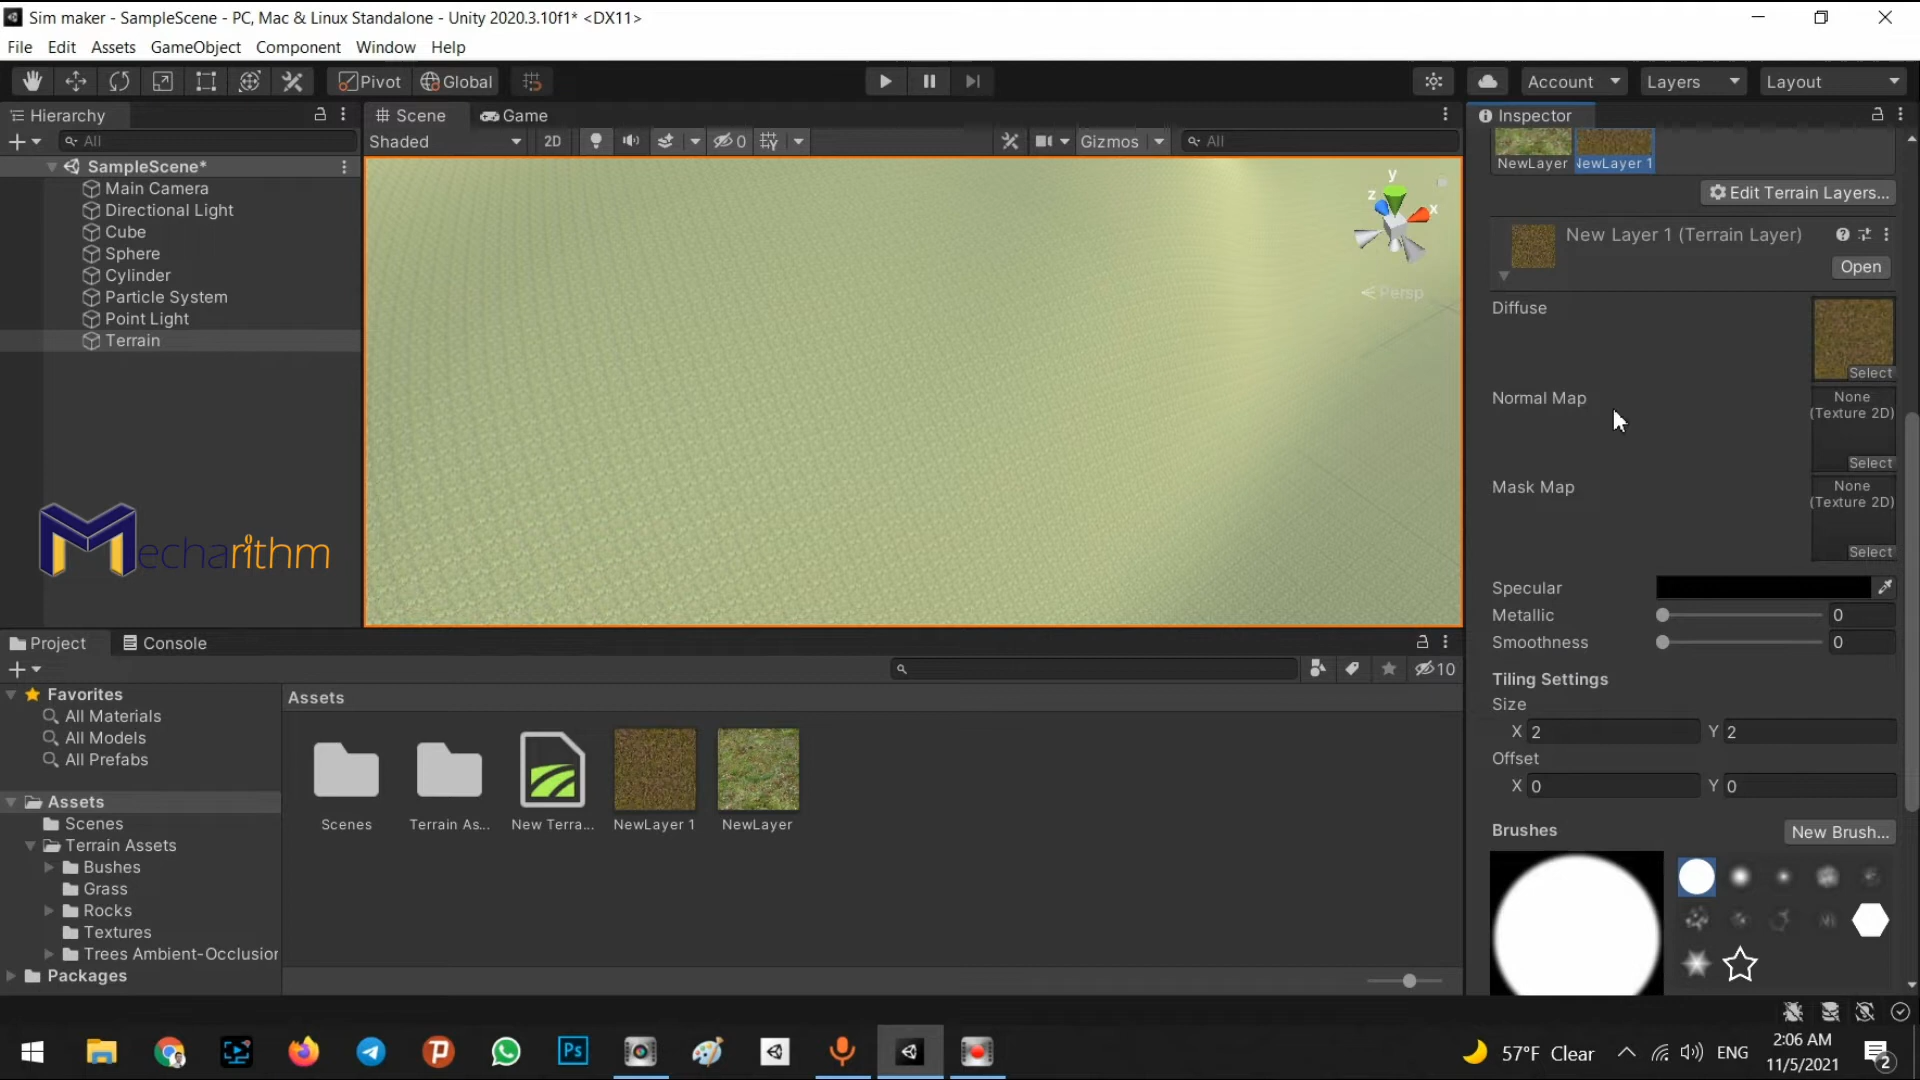 Sim maker - SampleScene - PC, Mac & Linux Standalone - Unity 2020.3.10f1* <DX11>
File Edit Assets GameObject Component Window Help
Pivot Global Account Layers Layout
Hierarchy
All
SampleScene*
Main Camera
Directional Light
Cube
Sphere
Cylinder
Particle System
Point Light
Terrain
Mecharithm
Scene Game
Shaded 2D 0 Gizmos All
y
z
x
Persp
Inspector
NewLayer NewLayer 1
Edit Terrain Layers...
New Layer 1 (Terrain Layer)
Open
Diffuse
Select
Normal Map
None
(Texture 2D)
Select
Mask Map
None
(Texture 2D)
Select
Specular
Metallic 0
Smoothness 0
Tiling Settings
Size
X 2 Y 2
Offset
X 0 Y 0
Brushes New Brush...
Project Console
10
Favorites
All Materials
All Models
All Prefabs
Assets
Scenes
Terrain Assets
Bushes
Grass
Rocks
Textures
Trees Ambient-Occlusion
Packages
Assets
Scenes Terrain As... New Terra... NewLayer 1 NewLayer
Ps
57°F Clear ENG
2:06 AM
11/5/2021
2